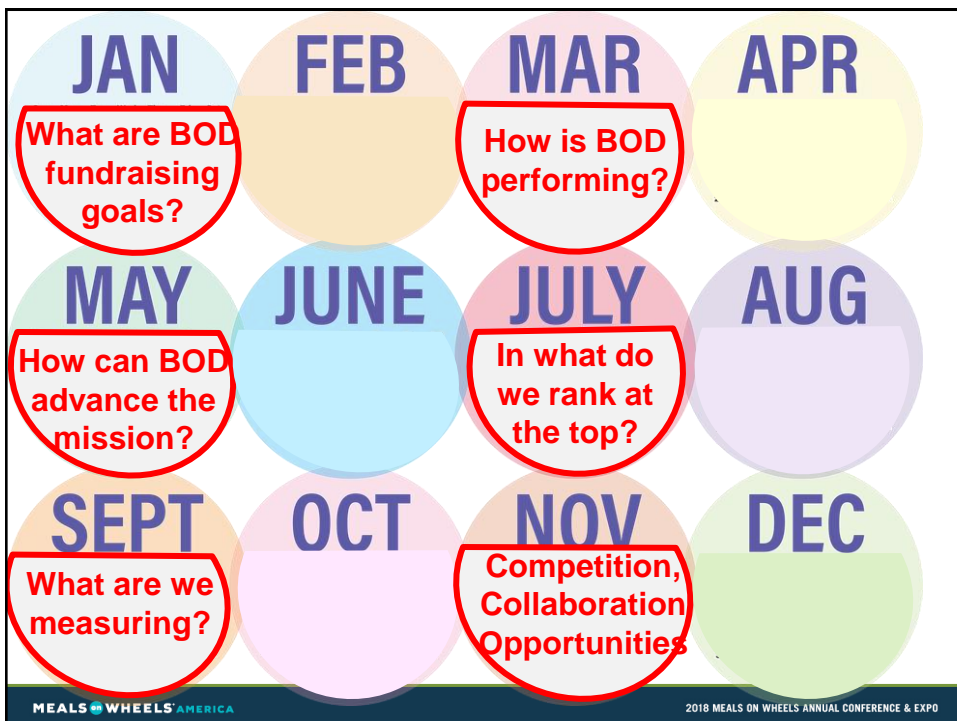 JAN FEB MAR APR
What are BOD
fundraising
goals?
How is BOD
performing?
MAY JUNE JULY AUG
How can BOD
advance the
mission?
In what do
we rank at
the top?
SEPT OCT NOV DEC
What are we
measuring?
Competition,
Collaboration
Opportunities
MEALS on WHEELS AMERICA
2018 MEALS ON WHEELS ANNUAL CONFERENCE & EXPO